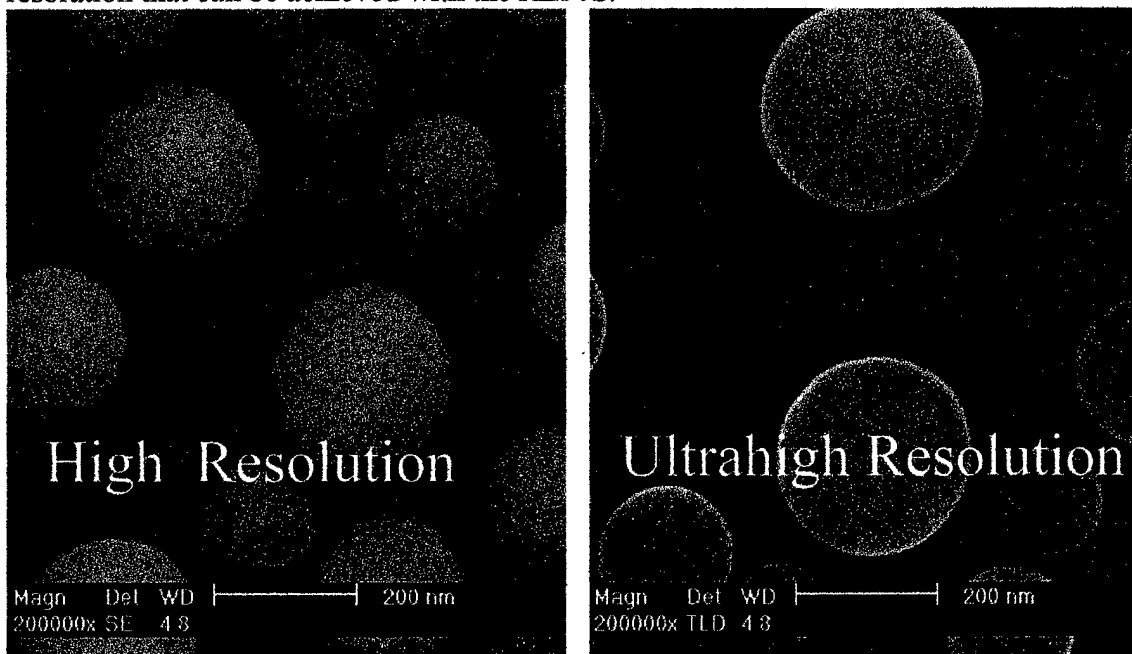 High Resolution
Magn Det WD 200 nm
200000x SE 4.8
Ultrahigh Resolution
Magn Det WD 200 nm
200000x TLD 4.8